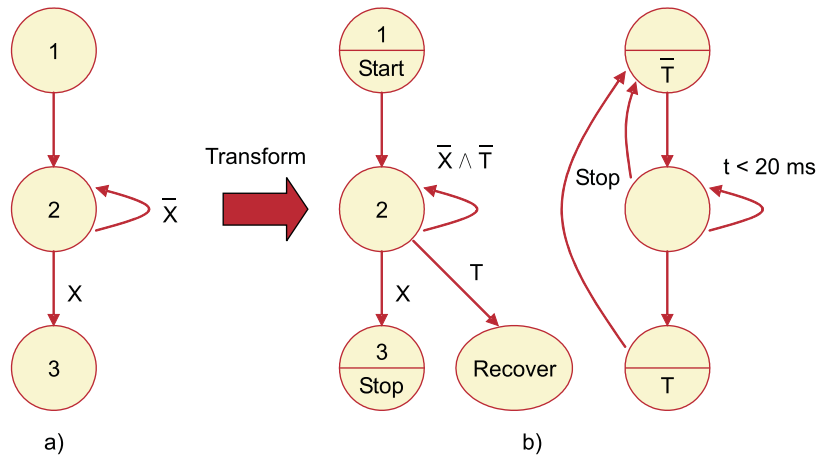 1
2
X̅
X
3
a)
Transform
1
Start
X̅ ∧ T̅
2
T
X
3
Stop
Recover
T̅
Stop
t < 20 ms
T
b)